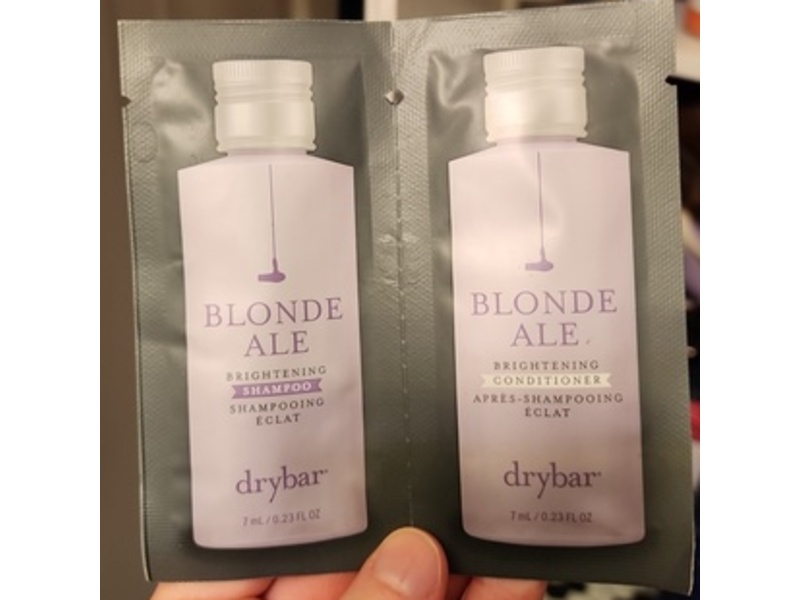 BLONDE
ALE
BRIGHTENING
SHAMPOO
SHAMPOOING
ÉCLAT
drybar
7 mL / 0.23 FL OZ
BLONDE
ALE
BRIGHTENING
CONDITIONER
APRÈS-SHAMPOOING
ÉCLAT
drybar
7 mL / 0.23 FL OZ